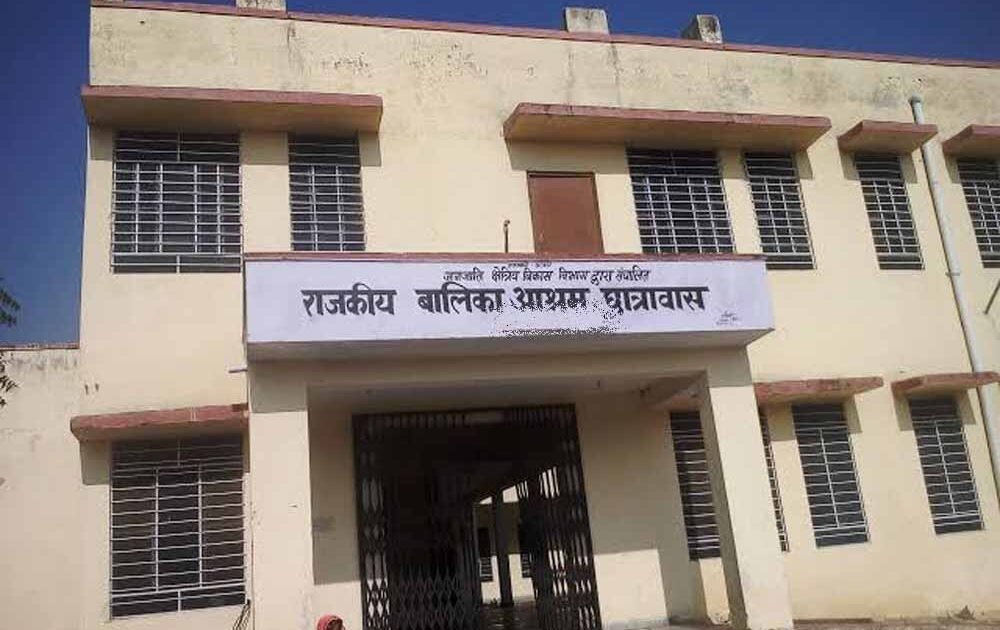 जनजाति क्षेत्रिय विकास विभाग द्वारा संचालित
राजकीय बालिका आश्रम छात्रावास